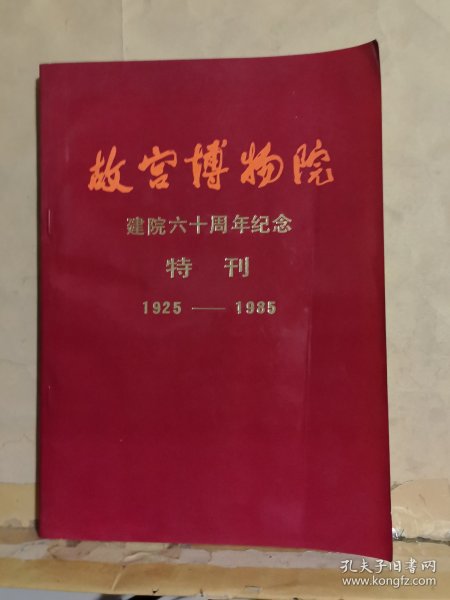 故宫博物院
建院六十周年纪念
特刊
1925——1985
孔夫子旧书网
www.kongfz.com